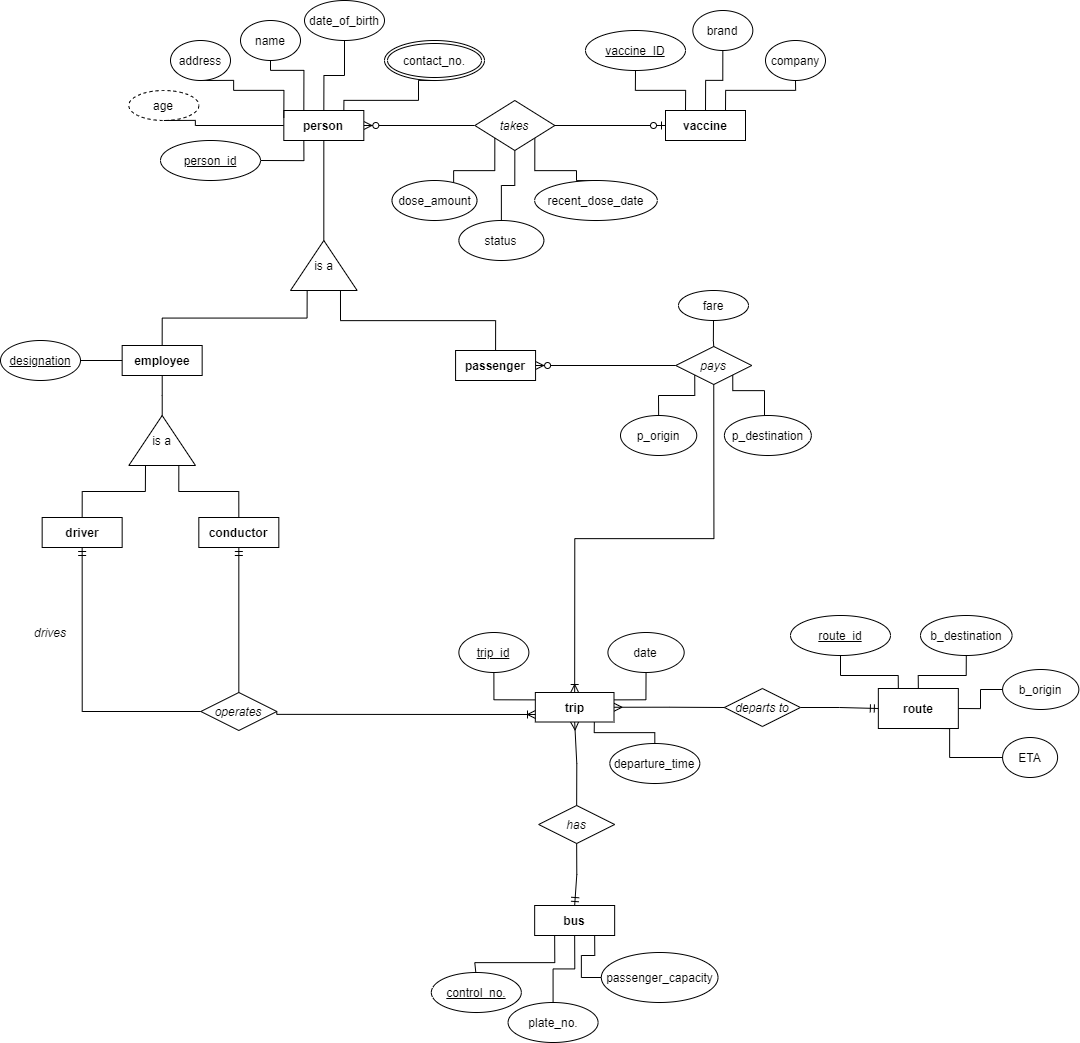 date_of_birth
name
contact_no.
address
age
person
person_id
takes
vaccine_ID
brand
company
vaccine
dose_amount
recent_dose_date
status
is a
fare
designation
employee
passenger
pays
p_origin
p_destination
is a
driver
conductor
drives
operates
trip_id
date
trip
departure_time
departs to
route_id
b_destination
b_origin
route
ETA
has
bus
control_no.
passenger_capacity
plate_no.